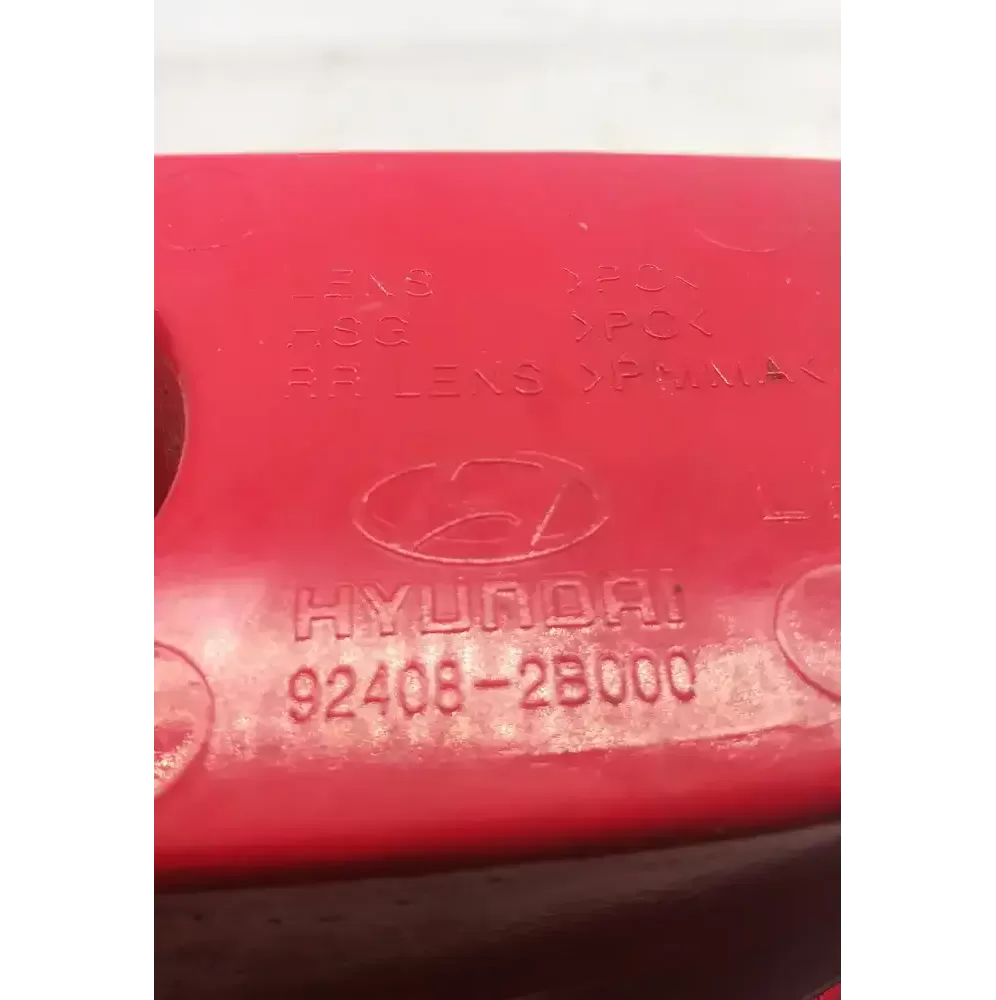 LENS >PC<
HSG >PC<
RR LENS >PMMA<
HYUNDAI
92408-2B000